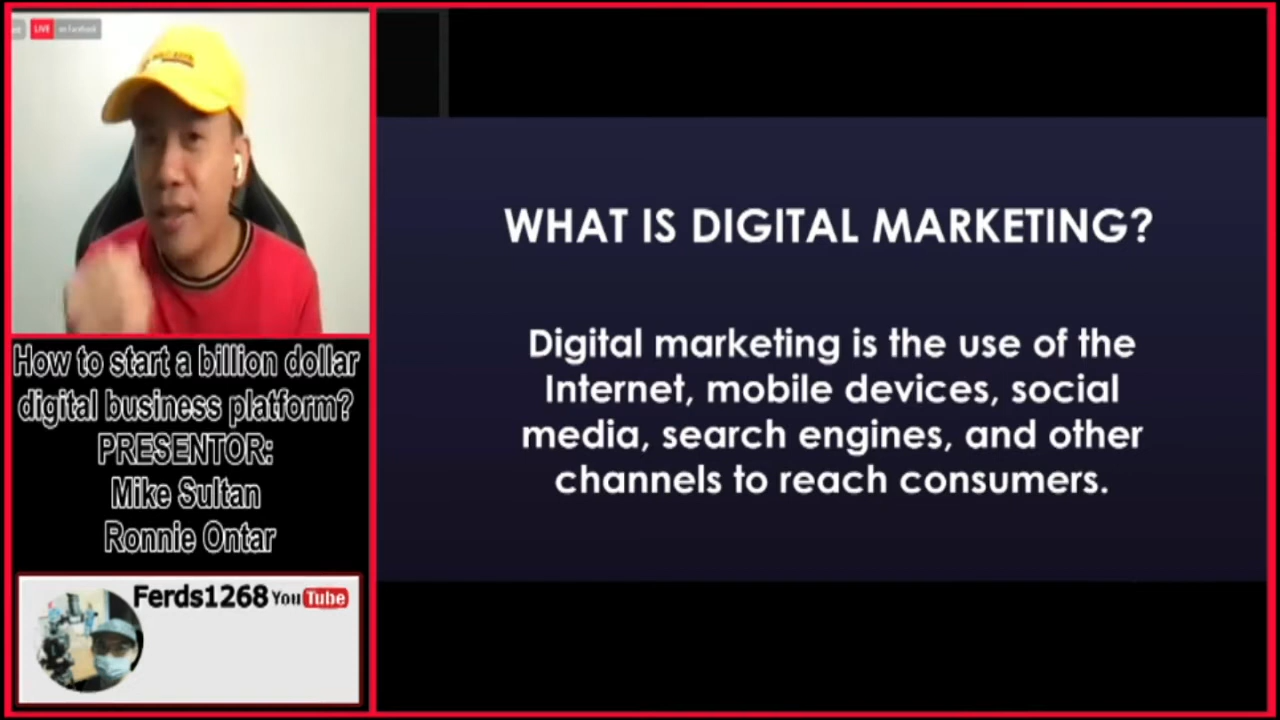 LIVE
on Facebook
How to start a billion dollar
digital business platform?
PRESENTOR:
Mike Sultan
Ronnie Ontar
Ferds1268 YouTube
WHAT IS DIGITAL MARKETING?
Digital marketing is the use of the
Internet, mobile devices, social
media, search engines, and other
channels to reach consumers.